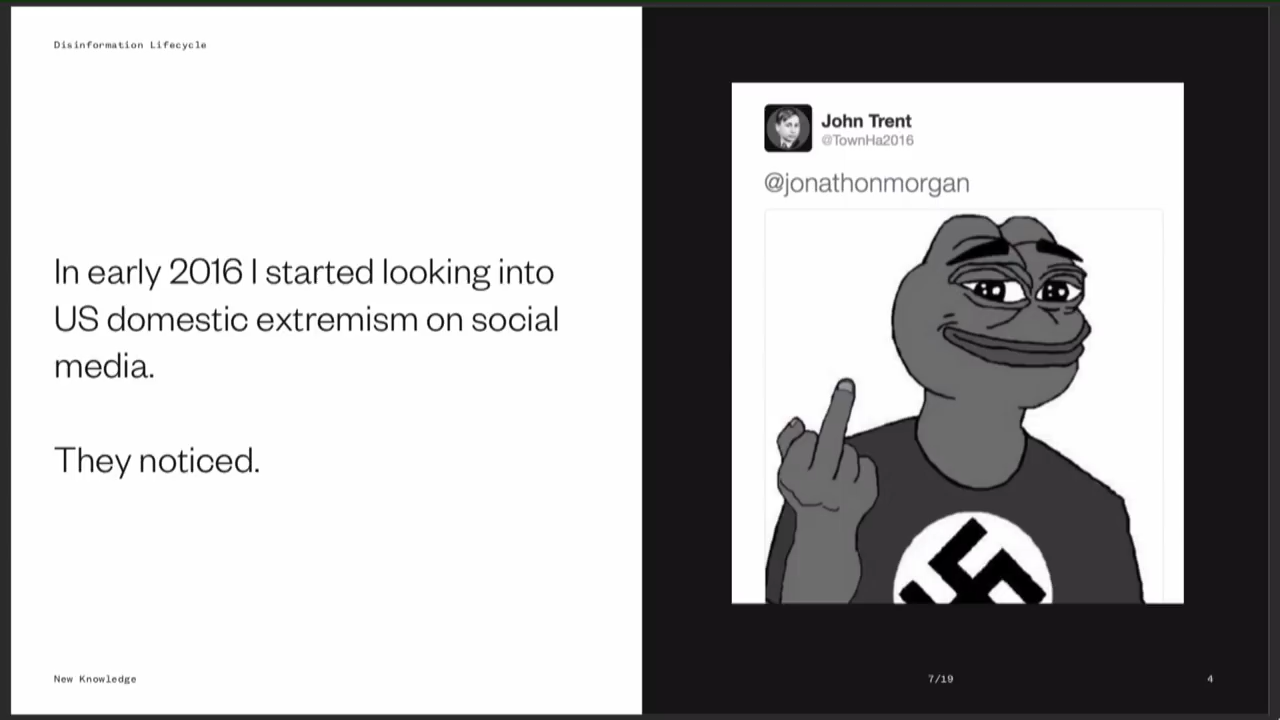 Disinformation Lifecycle
In early 2016 I started looking into
US domestic extremism on social
media.
They noticed.
New Knowledge
John Trent
@TownHa2016
@jonathonmorgan
7/19
4